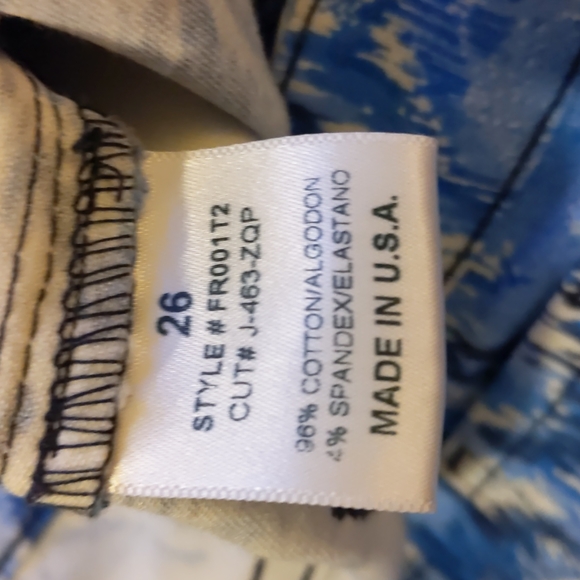 26
STYLE # FR001T2
CUT# J-463-ZQP
96% COTTON/ALGODON
4% SPANDEX/ELASTANO
MADE IN U.S.A.